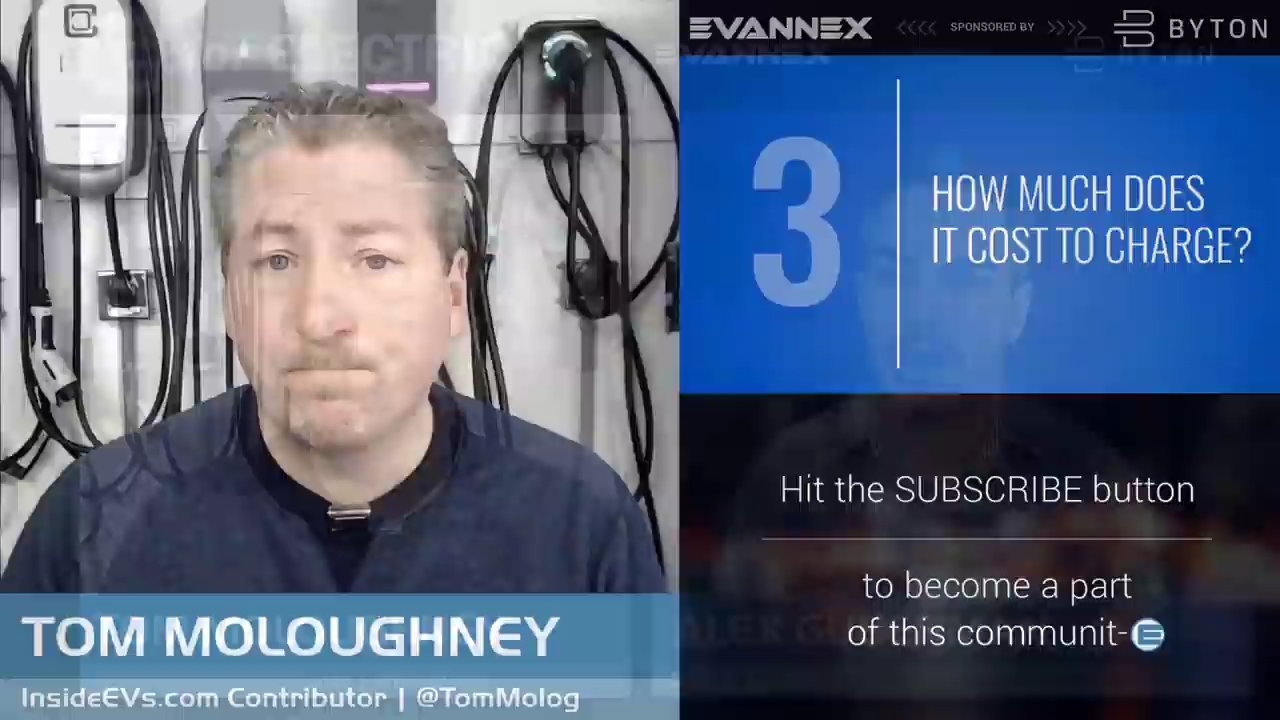 EVANNEX
SPONSORED BY
BYTON
3
HOW MUCH DOES
IT COST TO CHARGE?
Hit the SUBSCRIBE button
to become a part
of this communit-E
TOM MOLOUGHNEY
InsideEVs.com Contributor | @TomMolog